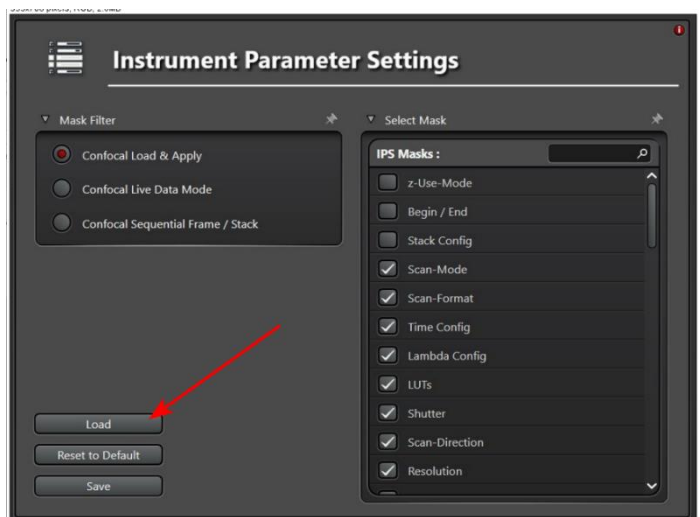 Instrument Parameter Settings
Mask Filter
Confocal Load & Apply
Confocal Live Data Mode
Confocal Sequential Frame / Stack
Load
Reset to Default
Save
Select Mask
IPS Masks :
z-Use-Mode
Begin / End
Stack Config
Scan-Mode
Scan-Format
Time Config
Lambda Config
LUTs
Shutter
Scan-Direction
Resolution